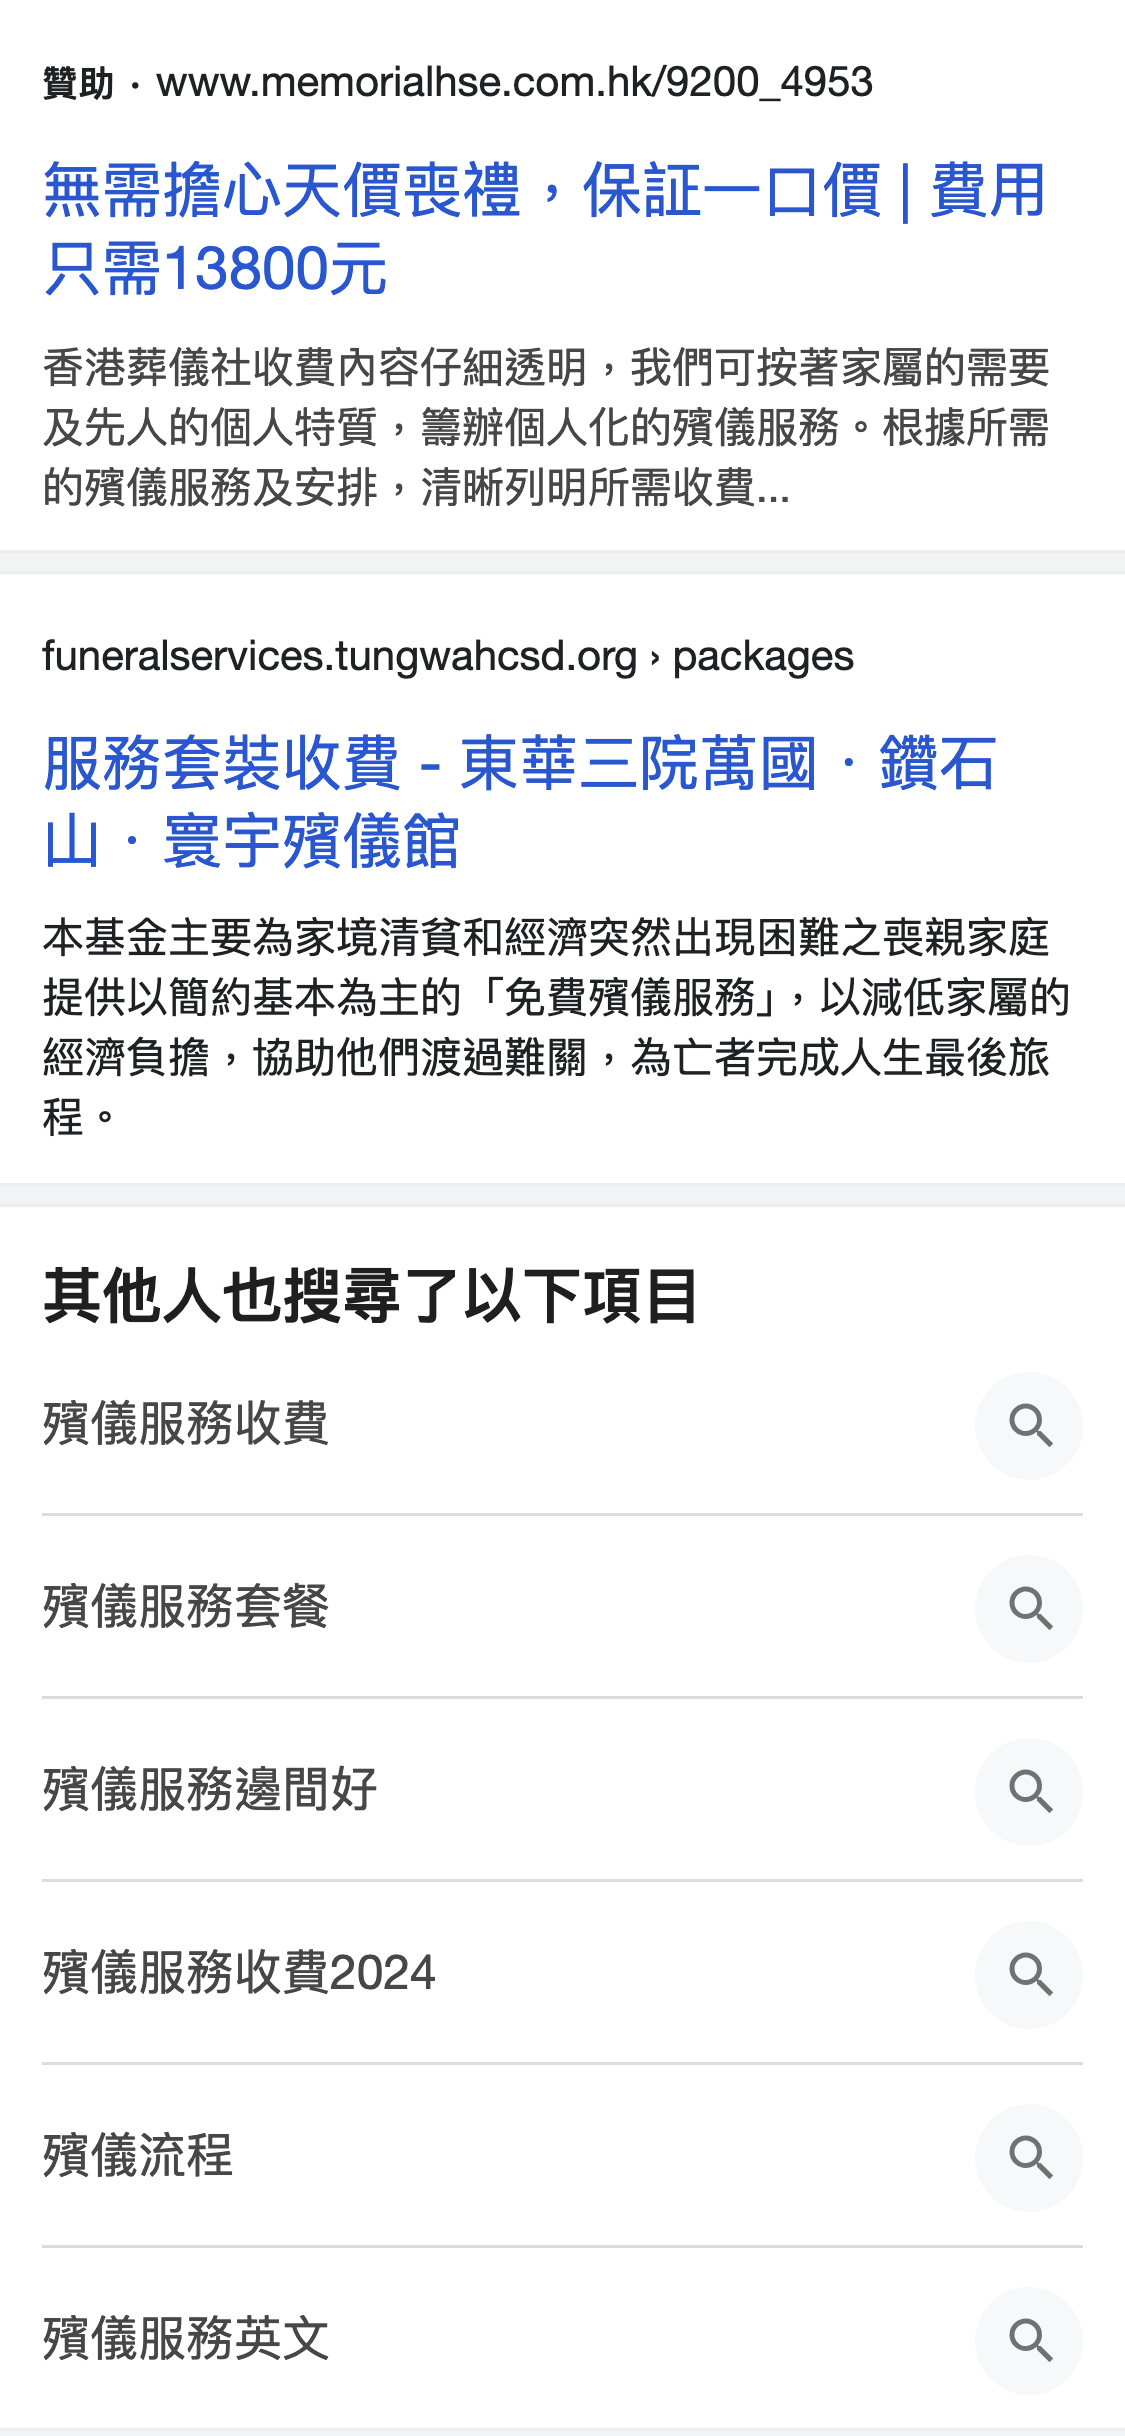 贊助 · www.memorialhse.com.hk/9200_4953
無需擔心天價喪禮，保証一口價 | 費用
只需13800元
香港葬儀社收費內容仔細透明，我們可按著家屬的需要
及先人的個人特質，籌辦個人化的殯儀服務。根據所需
的殯儀服務及安排，清晰列明所需收費...
funeralservices.tungwahcsd.org › packages
服務套裝收費 - 東華三院萬國 · 鑽石
山 · 寰宇殯儀館
本基金主要為家境清貧和經濟突然出現困難之喪親家庭
提供以簡約基本為主的「免費殯儀服務」，以減低家屬的
經濟負擔，協助他們渡過難關，為亡者完成人生最後旅
程。
其他人也搜尋了以下項目
殯儀服務收費
殯儀服務套餐
殯儀服務邊間好
殯儀服務收費2024
殯儀流程
殯儀服務英文